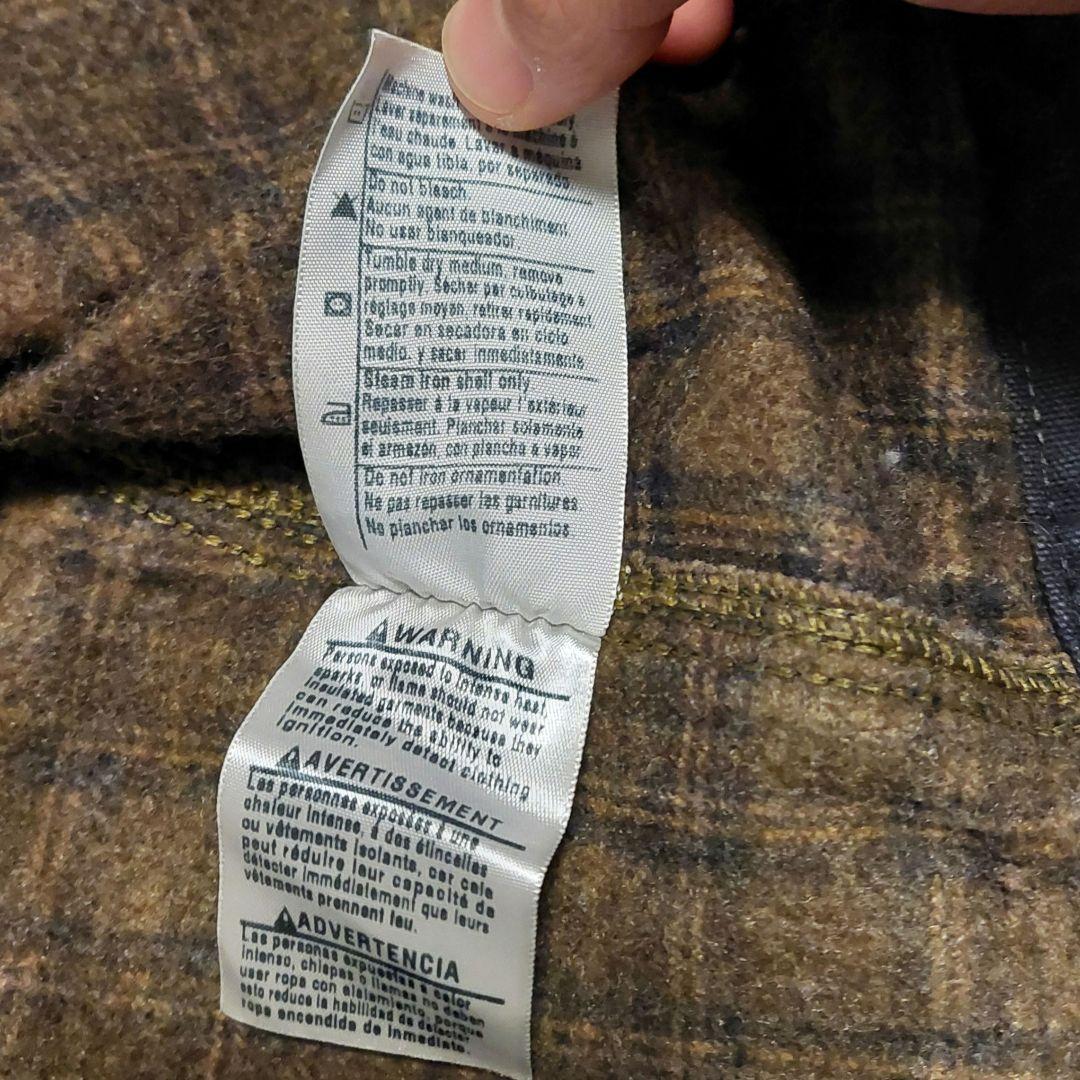 Machine wash
Laver séparément à la machine à
eau chaude. Lavar a maquina
con agua tibla, por separado.
Do not bleach.
Aucun agent de blanchiment.
No usar blanqueador.
Tumble dry medium, remove
promptly. Sécher par culbutage à
réglage moyen, retirer rapidement
Secar en secadora en ciclo
medio, y sacar inmediatamente
Steam iron shell only
Repasser à la vapeur l'extérieur
seulement. Planchar solamente
el armazón, con plancha a vapor
Do not iron ornamentation
Ne pas repasser les garnitures
No planchar los ornamentos
WARNING
Persons exposed to intense heat
sparks, or flame should not wear
insulated garments because they
can reduce the ability to
immediately detect clothing
ignition.
AVERTISSEMENT
Les personnes exposées à une
chaleur intense, à des étincelles
ou vêtements isolants, car cela
peut réduire leur capacité de
détecter immédiatement que leurs
vêtements prennent feu.
ADVERTENCIA
Las personas expuestas a calor
intenso, chispas o llamas no deben
usar ropa con aislamiento, porque
esto reduce la habilidad de detectar
ropa encendida de inmediato.